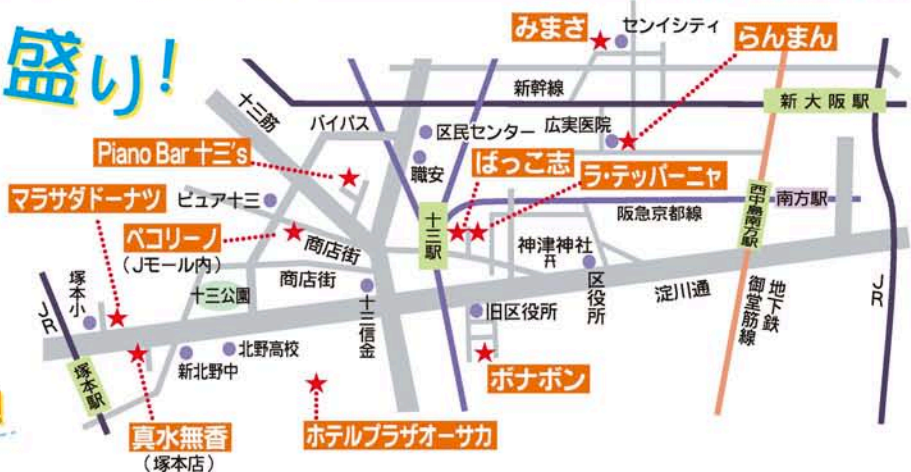 盛り!
みまさ
センイシティ
らんまん
新幹線
新大阪駅
十三筋
バイパス
区民センター
広実医院
Piano Bar 十三's
職安
ばっこ志
ラ・テッパーニャ
マラサダドーナツ
ピュア十三
ペコリーノ
(Jモール内)
商店街
商店街
十三駅
阪急京都線
南方駅
西中島南方駅
神津神社
区役所
淀川通
地下鉄
御堂筋線
JR
JR
塚本小
十三公園
十三信金
旧区役所
塚本駅
新北野中
北野高校
ボナボン
真水無香
(塚本店)
ホテルプラザオーサカ